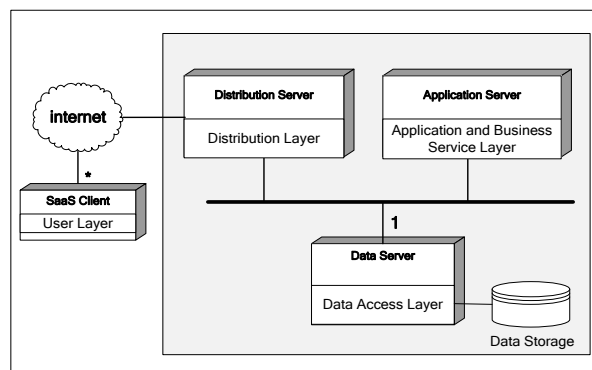 Distribution Server
Application Server
internet
Distribution Layer
Application and Business
Service Layer
*
SaaS Client
User Layer
1
Data Server
Data Access Layer
Data Storage